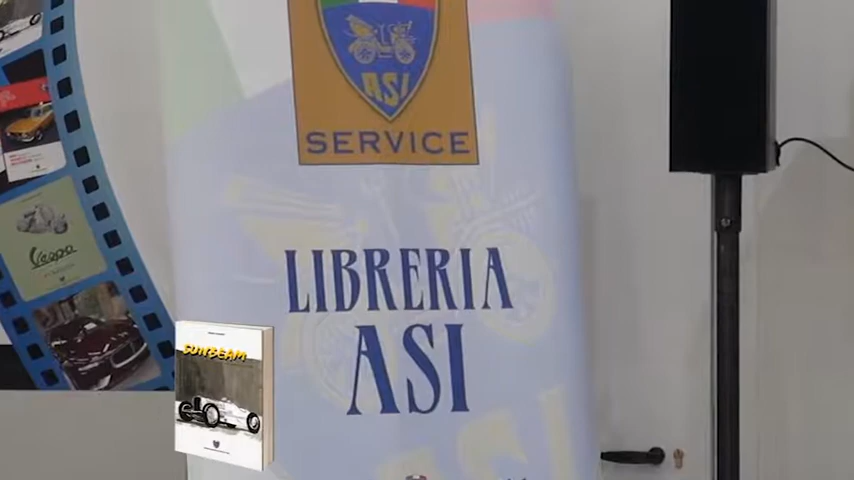 ASI
SERVICE
LIBRERIA
ASI
SUNBEAM
Vespa